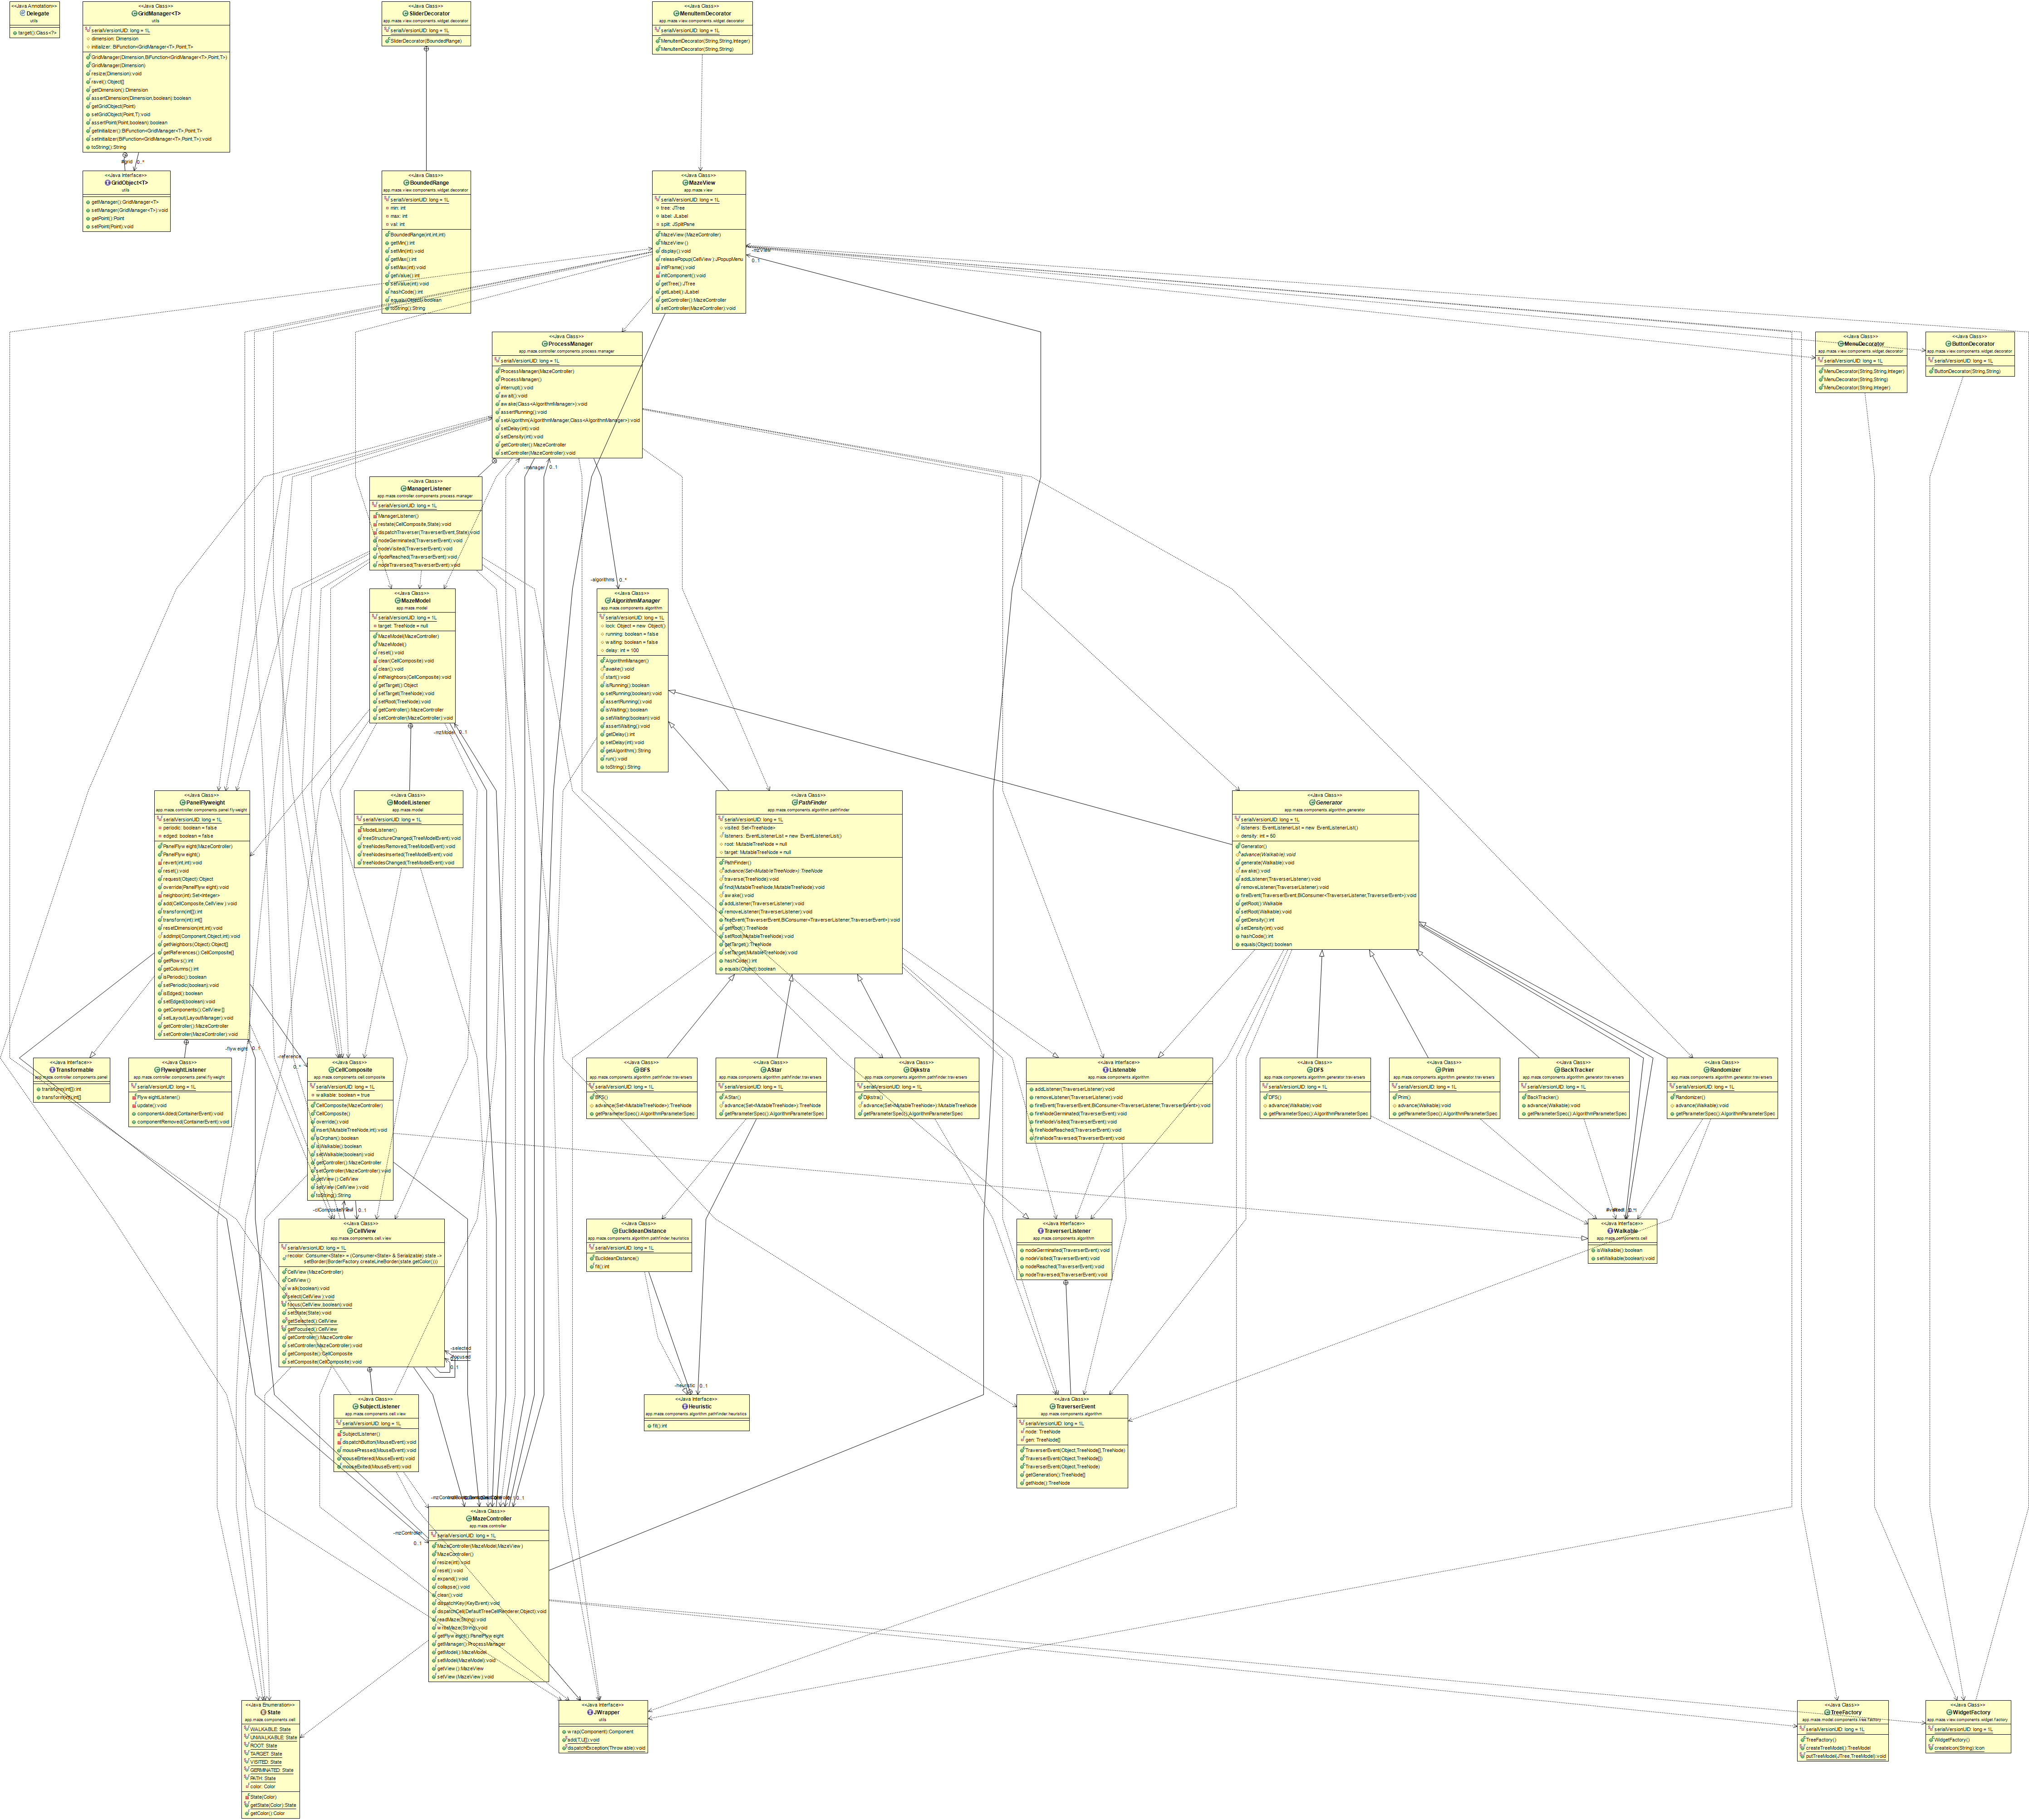 <<Java Annotation>>
Delegate
utils
target():Class<?>
<<Java Class>>
GridManager<T>
utils
serialVersionUID: long = 1L
dimension: Dimension
initializer: BiFunction<GridManager<T>,Point,T>
GridManager(Dimension,BiFunction<GridManager<T>,Point,T>)
GridManager(Dimension)
resize(Dimension):void
ravel():Object[]
getDimension():Dimension
assertDimension(Dimension,boolean):boolean
getGridObject(Point)
setGridObject(Point,T):void
assertPoint(Point,boolean):boolean
getInitializer():BiFunction<GridManager<T>,Point,T>
setInitializer(BiFunction<GridManager<T>,Point,T>):void
toString():String
0..*
<<Java Interface>>
GridObject<T>
utils
getManager():GridManager<T>
setManager(GridManager<T>):void
getPoint():Point
setPoint(Point):void
<<Java Class>>
SliderDecorator
app.maze.view.components.widget.decorator
serialVersionUID: long = 1L
SliderDecorator(BoundedRange)
<<Java Class>>
BoundedRange
app.maze.view.components.widget.decorator
serialVersionUID: long = 1L
min: int
max: int
val: int
BoundedRange(int,int,int)
getMin():int
setMin(int):void
getMax():int
setMax(int):void
getValue():int
setValue(int):void
hashCode():int
equals(Object):boolean
toString():String
<<Java Class>>
MenuItemDecorator
app.maze.view.components.widget.decorator
serialVersionUID: long = 1L
MenuItemDecorator(String,String,Integer)
MenuItemDecorator(String,String)
<<Java Class>>
MazeView
app.maze.view
serialVersionUID: long = 1L
tree: JTree
label: JLabel
split: JSplitPane
MazeView(MazeController)
MazeView()
display():void
releasePopup(CellView):JPopupMenu
initFrame():void
initComponent():void
getTree():JTree
getLabel():JLabel
getController():MazeController
setController(MazeController):void
-mzView
0..1
<<Java Class>>
ProcessManager
app.maze.controller.components.process.manager
serialVersionUID: long = 1L
ProcessManager(MazeController)
ProcessManager()
interrupt():void
await():void
awake(Class<AlgorithmManager>):void
assertRunning():void
setAlgorithm(AlgorithmManager,Class<AlgorithmManager>):void
setDelay(int):void
setDensity(int):void
getController():MazeController
setController(MazeController):void
-manager
0..1
<<Java Class>>
MenuDecorator
app.maze.view.components.widget.decorator
serialVersionUID: long = 1L
MenuDecorator(String,String,Integer)
MenuDecorator(String,String)
MenuDecorator(String,Integer)
<<Java Class>>
ButtonDecorator
app.maze.view.components.widget.decorator
serialVersionUID: long = 1L
ButtonDecorator(String,String)
<<Java Class>>
ManagerListener
app.maze.controller.components.process.manager
serialVersionUID: long = 1L
ManagerListener()
restate(CellComposite,State):void
dispatchTraverser(TraverserEvent,State):void
nodeGerminated(TraverserEvent):void
nodeVisited(TraverserEvent):void
nodeReached(TraverserEvent):void
nodeTraversed(TraverserEvent):void
<<Java Class>>
MazeModel
app.maze.model
serialVersionUID: long = 1L
target: TreeNode = null
MazeModel(MazeController)
MazeModel()
reset():void
clear(CellComposite):void
clear():void
initNeighbors(CellComposite):void
getTarget():Object
setTarget(TreeNode):void
setRoot(TreeNode):void
getController():MazeController
setController(MazeController):void
-mzModel
0..1
-algorithms
0..*
<<Java Class>>
AlgorithmManager
app.maze.components.algorithm
serialVersionUID: long = 1L
lock: Object = new Object()
running: boolean = false
waiting: boolean = false
delay: int = 100
AlgorithmManager()
awake():void
start():void
isRunning():boolean
setRunning(boolean):void
assertRunning():void
isWaiting():boolean
setWaiting(boolean):void
assertWaiting():void
getDelay():int
setDelay(int):void
getAlgorithm():String
run():void
toString():String
<<Java Class>>
PanelFlyweight
app.maze.controller.components.panel.flyweight
serialVersionUID: long = 1L
periodic: boolean = false
edged: boolean = false
PanelFlyweight(MazeController)
PanelFlyweight()
revert(int,int):void
reset():void
request(Object):Object
override(PanelFlyweight):void
neighbor(int):Set<Integer>
add(CellComposite,CellView):void
transform(int[]):int
transform(int):int[]
resetDimension(int,int):void
addImpl(Component,Object,int):void
getNeighbors(Object):Object[]
getReferences():CellComposite[]
getRows():int
getColumns():int
isPeriodic():boolean
setPeriodic(boolean):void
isEdged():boolean
setEdged(boolean):void
getComponents():CellView[]
setLayout(LayoutManager):void
getController():MazeController
setController(MazeController):void
-flyweight
0..1
<<Java Class>>
ModelListener
app.maze.model
serialVersionUID: long = 1L
ModelListener()
treeStructureChanged(TreeModelEvent):void
treeNodesRemoved(TreeModelEvent):void
treeNodesInserted(TreeModelEvent):void
treeNodesChanged(TreeModelEvent):void
<<Java Class>>
PathFinder
app.maze.components.algorithm.pathfinder
serialVersionUID: long = 1L
visited: Set<TreeNode>
listeners: EventListenerList = new EventListenerList()
root: MutableTreeNode = null
target: MutableTreeNode = null
PathFinder()
advance(Set<MutableTreeNode>):TreeNode
traverse(TreeNode):void
find(MutableTreeNode,MutableTreeNode):void
awake():void
addListener(TraverserListener):void
removeListener(TraverserListener):void
fireEvent(TraverserEvent,BiConsumer<TraverserListener,TraverserEvent>):void
getRoot():TreeNode
setRoot(MutableTreeNode):void
getTarget():TreeNode
setTarget(MutableTreeNode):void
hashCode():int
equals(Object):boolean
<<Java Class>>
Generator
app.maze.components.algorithm.generator
serialVersionUID: long = 1L
listeners: EventListenerList = new EventListenerList()
density: int = 50
Generator()
advance(Walkable):void
generate(Walkable):void
awake():void
addListener(TraverserListener):void
removeListener(TraverserListener):void
fireEvent(TraverserEvent,BiConsumer<TraverserListener,TraverserEvent>):void
getRoot():Walkable
setRoot(Walkable):void
getDensity():int
setDensity(int):void
hashCode():int
equals(Object):boolean
<<Java Interface>>
Transformable
app.maze.controller.components.panel
transform(int[]):int
transform(int):int[]
<<Java Class>>
FlyweightListener
app.maze.controller.components.panel.flyweight
serialVersionUID: long = 1L
FlyweightListener()
update():void
componentAdded(ContainerEvent):void
componentRemoved(ContainerEvent):void
-reference
0..*
<<Java Class>>
CellComposite
app.maze.components.cell.composite
serialVersionUID: long = 1L
walkable: boolean = true
CellComposite(MazeController)
CellComposite()
override():void
insert(MutableTreeNode,int):void
isOrphan():boolean
isWalkable():boolean
setWalkable(boolean):void
getController():MazeController
setController(MazeController):void
getView():CellView
setView(CellView):void
toString():String
0..1
<<Java Class>>
BFS
app.maze.components.algorithm.pathfinder.traversers
serialVersionUID: long = 1L
BFS()
advance(Set<MutableTreeNode>):TreeNode
getParameterSpec():AlgorithmParameterSpec
<<Java Class>>
AStar
app.maze.components.algorithm.pathfinder.traversers
serialVersionUID: long = 1L
AStar()
advance(Set<MutableTreeNode>):TreeNode
getParameterSpec():AlgorithmParameterSpec
<<Java Class>>
Dijkstra
app.maze.components.algorithm.pathfinder.traversers
serialVersionUID: long = 1L
Dijkstra()
advance(Set<MutableTreeNode>):MutableTreeNode
getParameterSpec():AlgorithmParameterSpec
<<Java Interface>>
Listenable
app.maze.components.algorithm
addListener(TraverserListener):void
removeListener(TraverserListener):void
fireEvent(TraverserEvent,BiConsumer<TraverserListener,TraverserEvent>):void
fireNodeGerminated(TraverserEvent):void
fireNodeVisited(TraverserEvent):void
fireNodeReached(TraverserEvent):void
fireNodeTraversed(TraverserEvent):void
<<Java Class>>
DFS
app.maze.components.algorithm.generator.traversers
serialVersionUID: long = 1L
DFS()
advance(Walkable):void
getParameterSpec():AlgorithmParameterSpec
<<Java Class>>
Prim
app.maze.components.algorithm.generator.traversers
serialVersionUID: long = 1L
Prim()
advance(Walkable):void
getParameterSpec():AlgorithmParameterSpec
<<Java Class>>
BackTracker
app.maze.components.algorithm.generator.traversers
serialVersionUID: long = 1L
BackTracker()
advance(Walkable):void
getParameterSpec():AlgorithmParameterSpec
<<Java Class>>
Randomizer
app.maze.components.algorithm.generator.traversers
serialVersionUID: long = 1L
Randomizer()
advance(Walkable):void
getParameterSpec():AlgorithmParameterSpec
<<Java Class>>
CellView
app.maze.components.cell.view
serialVersionUID: long = 1L
recolor: Consumer<State> = (Consumer<State> & Serializable) state ->
setBorder(BorderFactory.createLineBorder(state.getColor()))
CellView(MazeController)
CellView()
walk(boolean):void
select(CellView):void
focus(CellView,boolean):void
setState(State):void
getSelected():CellView
getFocused():CellView
getController():MazeController
setController(MazeController):void
getComposite():CellComposite
setComposite(CellComposite):void
-selected
-focused
0..1
<<Java Class>>
EuclideanDistance
app.maze.components.algorithm.pathfinder.heuristics
serialVersionUID: long = 1L
EuclideanDistance()
fit():int
<<Java Interface>>
TraverserListener
app.maze.components.algorithm
nodeGerminated(TraverserEvent):void
nodeVisited(TraverserEvent):void
nodeReached(TraverserEvent):void
nodeTraversed(TraverserEvent):void
<<Java Interface>>
Walkable
app.maze.components.cell
isWalkable():boolean
setWalkable(boolean):void
<<Java Class>>
SubjectListener
app.maze.components.cell.view
serialVersionUID: long = 1L
SubjectListener()
dispatchButton(MouseEvent):void
mousePressed(MouseEvent):void
mouseEntered(MouseEvent):void
mouseExited(MouseEvent):void
-heuristic
0..1
<<Java Interface>>
Heuristic
app.maze.components.algorithm.pathfinder.heuristics
fit():int
<<Java Class>>
TraverserEvent
app.maze.components.algorithm
serialVersionUID: long = 1L
node: TreeNode
gen: TreeNode[]
TraverserEvent(Object,TreeNode[],TreeNode)
TraverserEvent(Object,TreeNode[])
TraverserEvent(Object,TreeNode)
getGeneration():TreeNode[]
getNode():TreeNode
0..1
-mzController
0..1
<<Java Class>>
MazeController
app.maze.controller
serialVersionUID: long = 1L
MazeController(MazeModel,MazeView)
MazeController()
resize(int):void
reset():void
expand():void
collapse():void
clear():void
dispatchKey(KeyEvent):void
dispatchCell(DefaultTreeCellRenderer,Object):void
readMaze(String):void
writeMaze(String):void
getFlyweight():PanelFlyweight
getManager():ProcessManager
getModel():MazeModel
setModel(MazeModel):void
getView():MazeView
setView(MazeView):void
<<Java Enumeration>>
State
app.maze.components.cell
WALKABLE: State
UNWALKABLE: State
ROOT: State
TARGET: State
VISITED: State
GERMINATED: State
PATH: State
color: Color
State(Color)
getState(Color):State
getColor():Color
<<Java Interface>>
JWrapper
utils
wrap(Component):Component
add(T,U[]):void
dispatchException(Throwable):void
<<Java Class>>
TreeFactory
app.maze.model.components.tree.factory
serialVersionUID: long = 1L
TreeFactory()
createTreeModel():TreeModel
putTreeModel(JTree,TreeModel):void
<<Java Class>>
WidgetFactory
app.maze.view.components.widget.factory
serialVersionUID: long = 1L
WidgetFactory()
createIcon(String):Icon